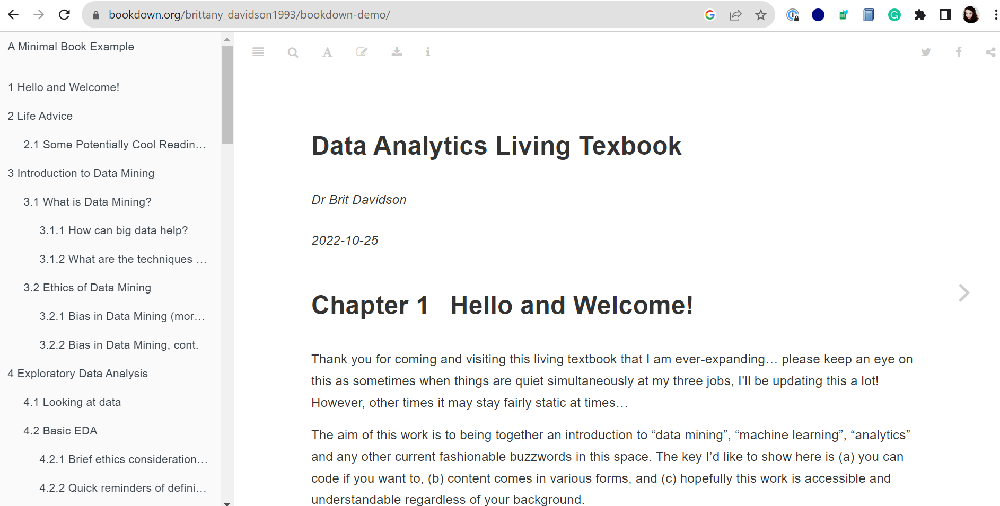 bookdown.org/brittany_davidson1993/bookdown-demo/
A Minimal Book Example
1 Hello and Welcome!
2 Life Advice
2.1 Some Potentially Cool Readin…
3 Introduction to Data Mining
3.1 What is Data Mining?
3.1.1 How can big data help?
3.1.2 What are the techniques …
3.2 Ethics of Data Mining
3.2.1 Bias in Data Mining (mor…
3.2.2 Bias in Data Mining, cont.
4 Exploratory Data Analysis
4.1 Looking at data
4.2 Basic EDA
4.2.1 Brief ethics consideration…
4.2.2 Quick reminders of defini…
Data Analytics Living Texbook
Dr Brit Davidson
2022-10-25
Chapter 1 Hello and Welcome!
Thank you for coming and visiting this living textbook that I am ever-expanding… please keep an eye on
this as sometimes when things are quiet simultaneously at my three jobs, I’ll be updating this a lot!
However, other times it may stay fairly static at times…
The aim of this work is to being together an introduction to “data mining”, “machine learning”, “analytics”
and any other current fashionable buzzwords in this space. The key I’d like to show here is (a) you can
code if you want to, (b) content comes in various forms, and (c) hopefully this work is accessible and
understandable regardless of your background.